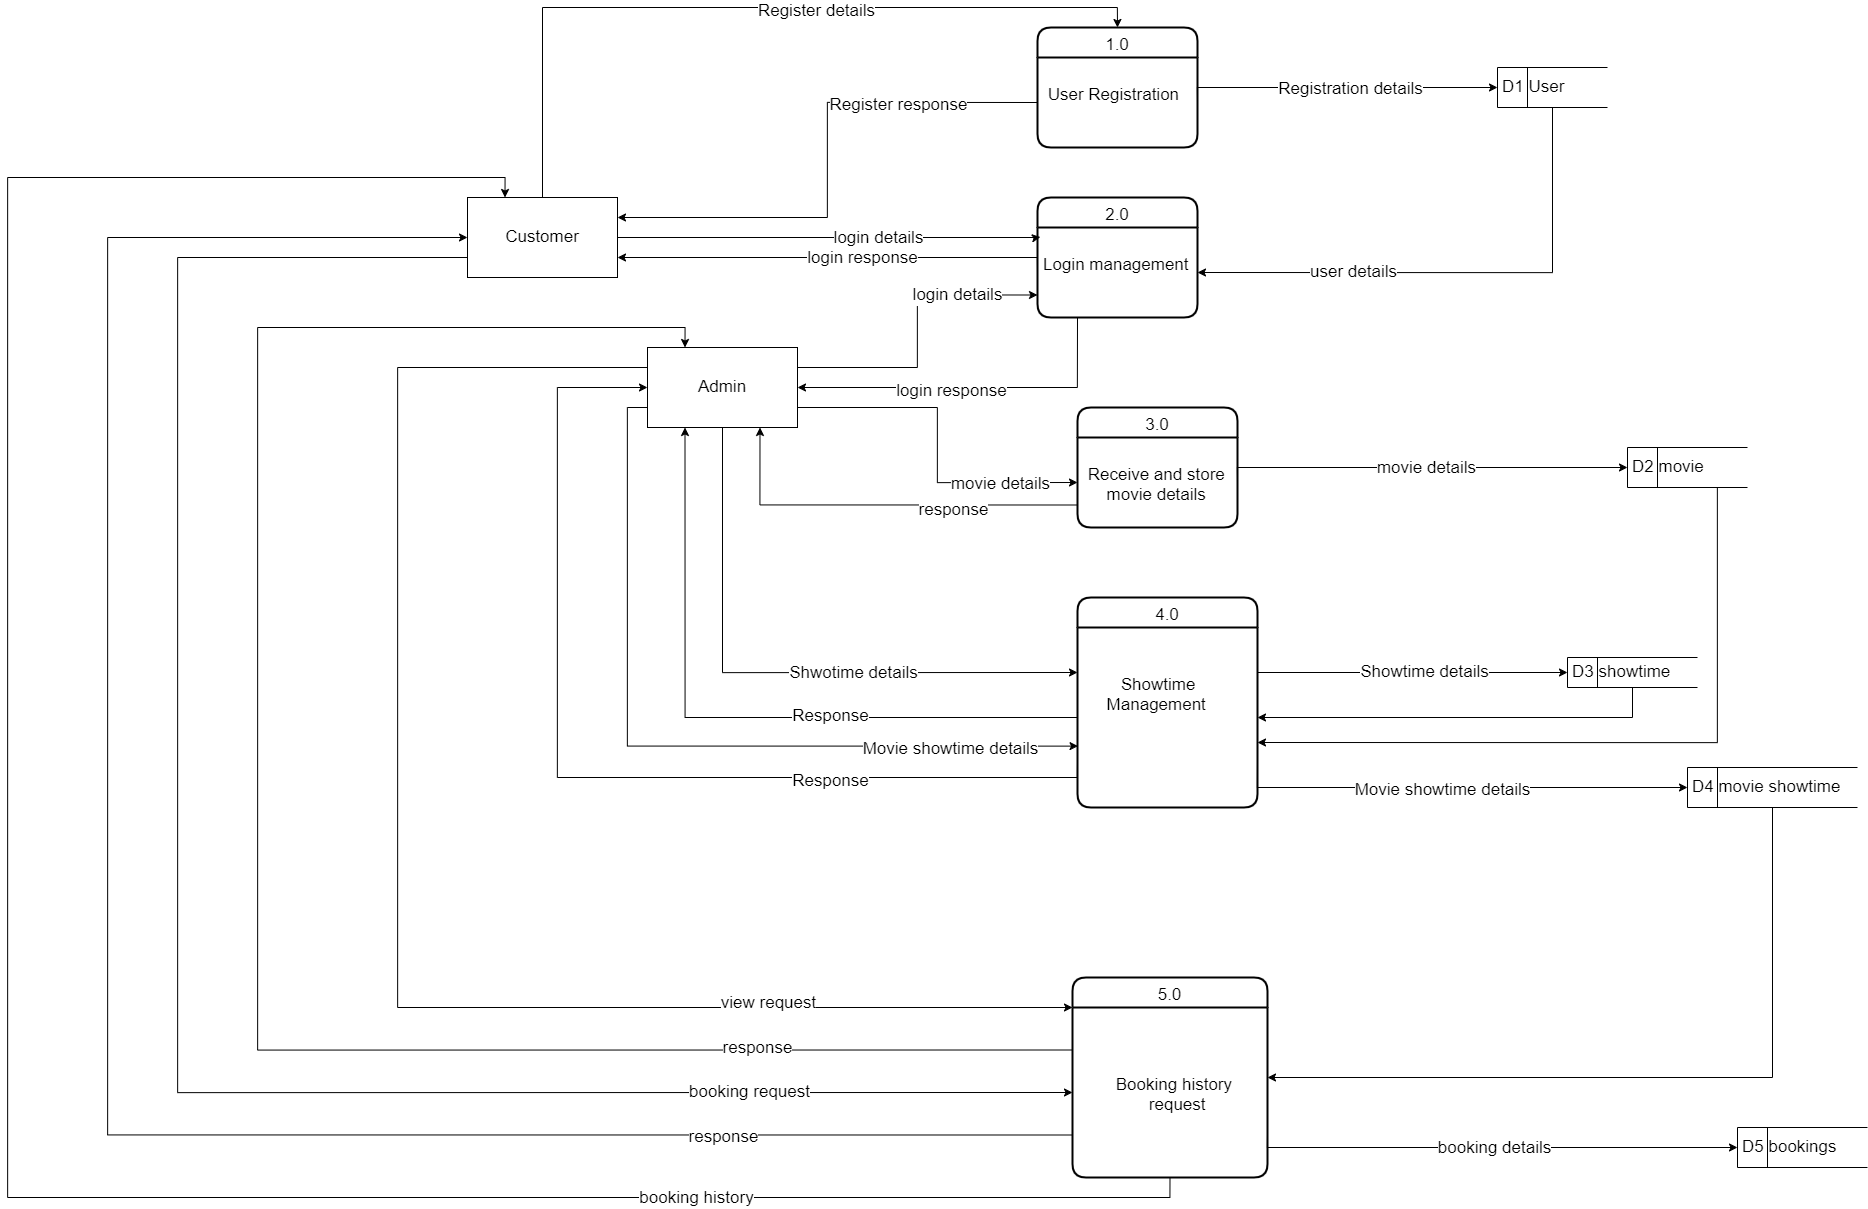 Register details
1.0
User Registration
Registration details
D1 User
Register response
2.0
Customer
login details
login response
Login management
user details
login details
Admin
login response
3.0
Receive and store
movie details
movie details
D2 movie
movie details
response
4.0
Shwotime details
Showtime
Management
Showtime details
D3 showtime
Response
Movie showtime details
Response
Movie showtime details
D4 movie showtime
view request
5.0
response
booking request
Booking history
request
response
booking details
D5 bookings
booking history